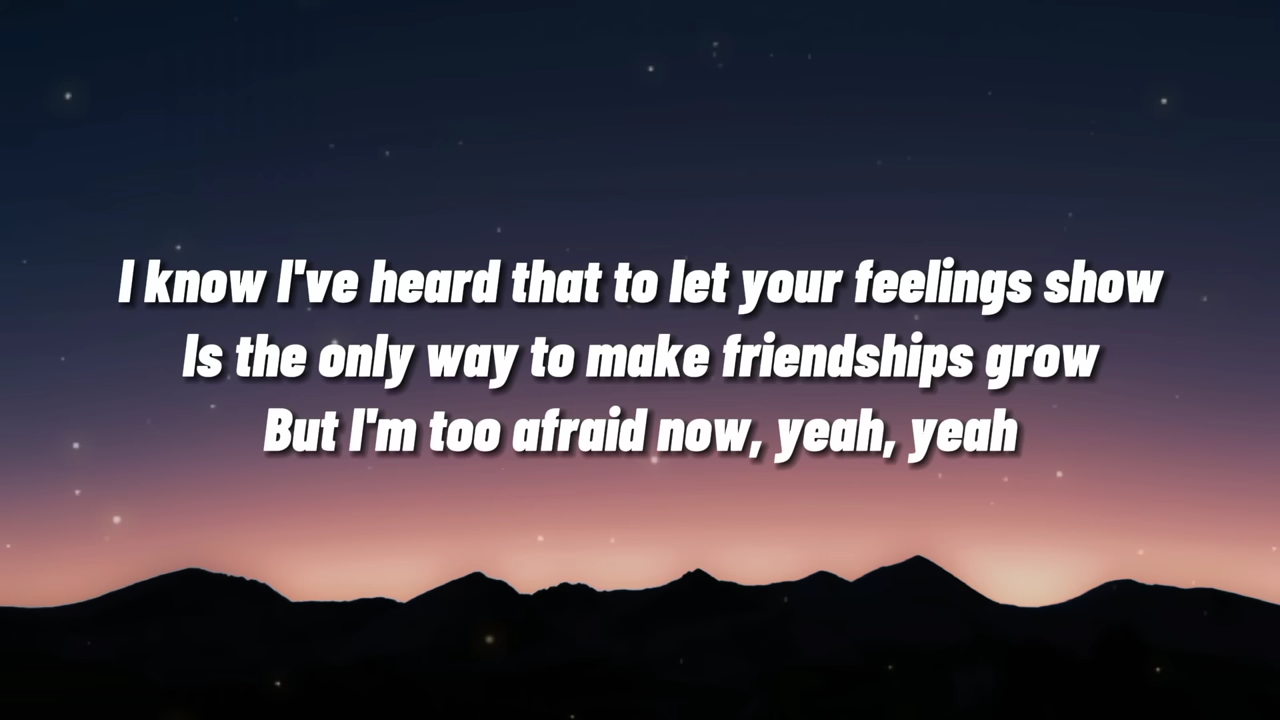 I know I've heard that to let your feelings show
Is the only way to make friendships grow
But I'm too afraid now, yeah, yeah